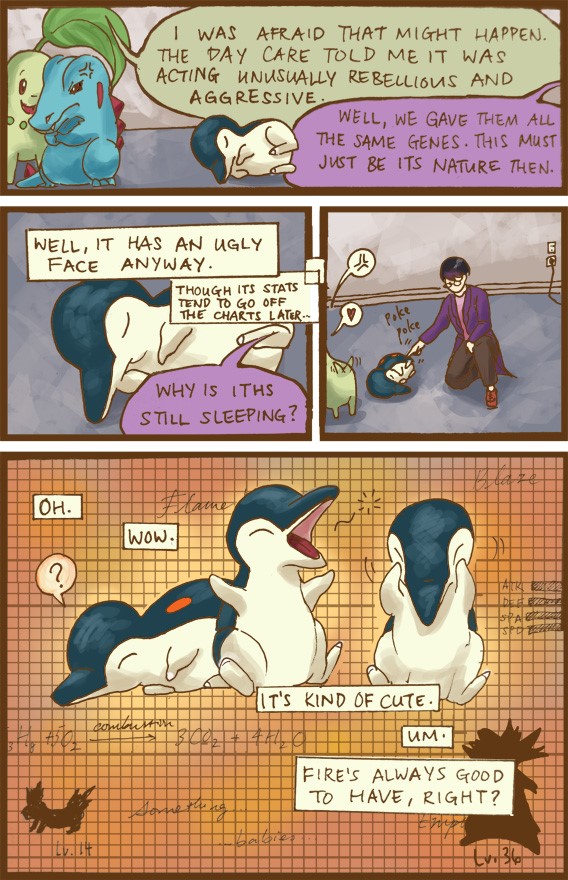 I WAS AFRAID THAT MIGHT HAPPEN.
THE DAY CARE TOLD ME IT WAS
ACTING UNUSUALLY REBELLIOUS AND
AGGRESSIVE.
WELL, WE GAVE THEM ALL
THE SAME GENES. THIS MUST
JUST BE ITS NATURE THEN.
WELL, IT HAS AN UGLY
FACE ANYWAY.
THOUGH ITS STATS
TEND TO GO OFF
THE CHARTS LATER...
WHY IS ITHS
STILL SLEEPING?
poke
poke
OH.
Flame
Blaze
WOW.
?
ATK
DEF
SPA
SPD
IT'S KIND OF CUTE.
combustion
3CO2 + 4H2O
UM.
FIRE'S ALWAYS GOOD
TO HAVE, RIGHT?
Something...
...babies...
Lv. 14
Lv. 36